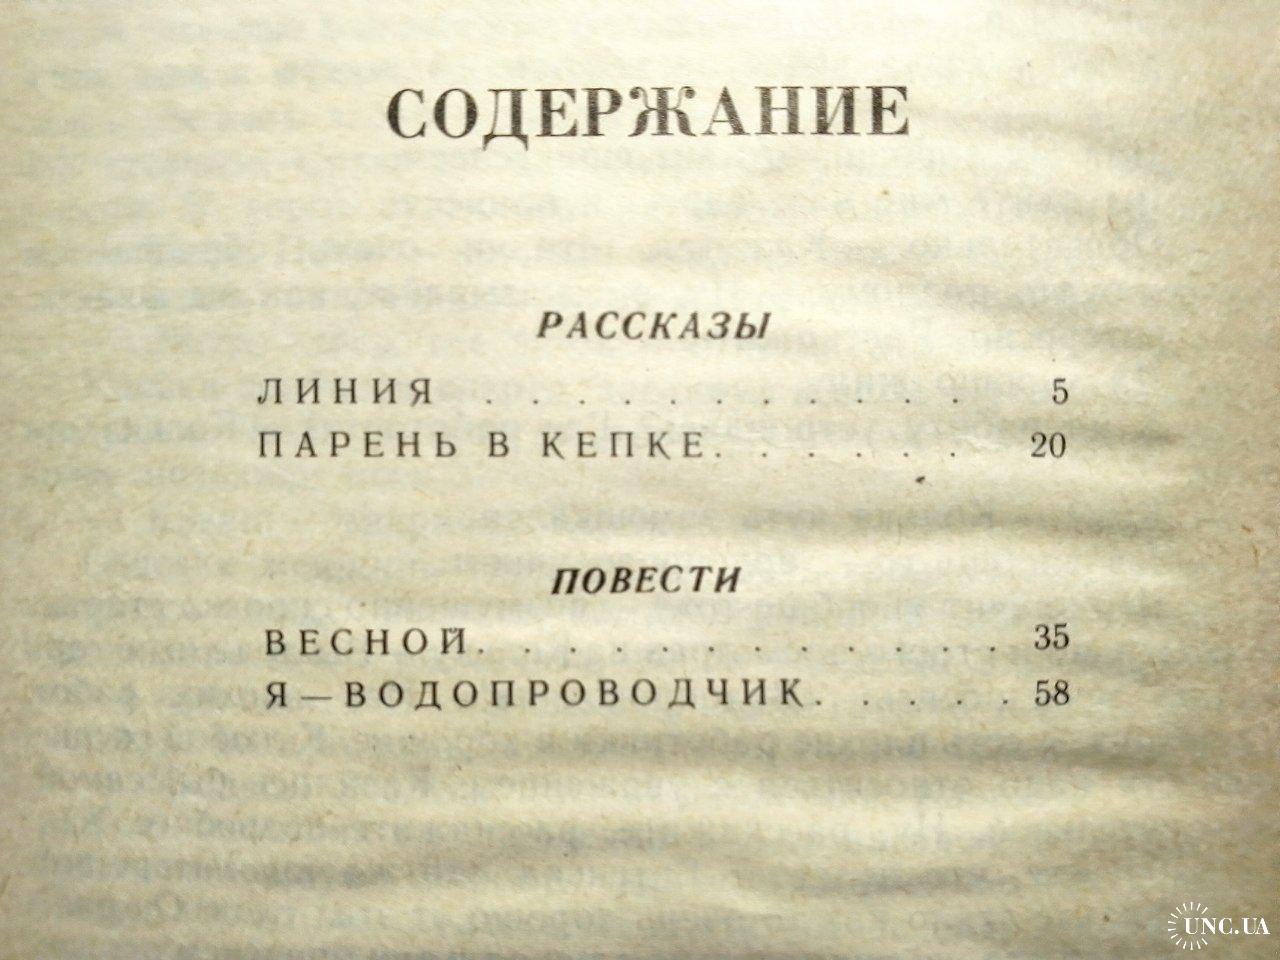 СОДЕРЖАНИЕ
РАССКАЗЫ
ЛИНИЯ . . . . . . . . . . . 5
ПАРЕНЬ В КЕПКЕ. . . . . . 20
ПОВЕСТИ
ВЕСНОЙ. . . . . . . . . . . . 35
Я — ВОДОПРОВОДЧИК. . . . . 58
UNC.UA